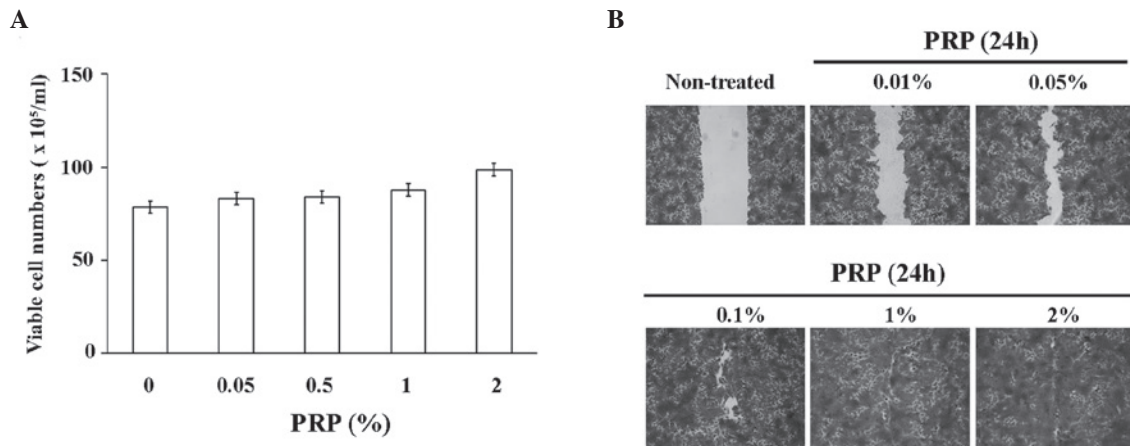 A
150
100
50
0
Viable cell numbers ( x 10⁵/ml)
0 0.05 0.5 1 2
PRP (%)
B
PRP (24h)
Non-treated 0.01% 0.05%
PRP (24h)
0.1% 1% 2%